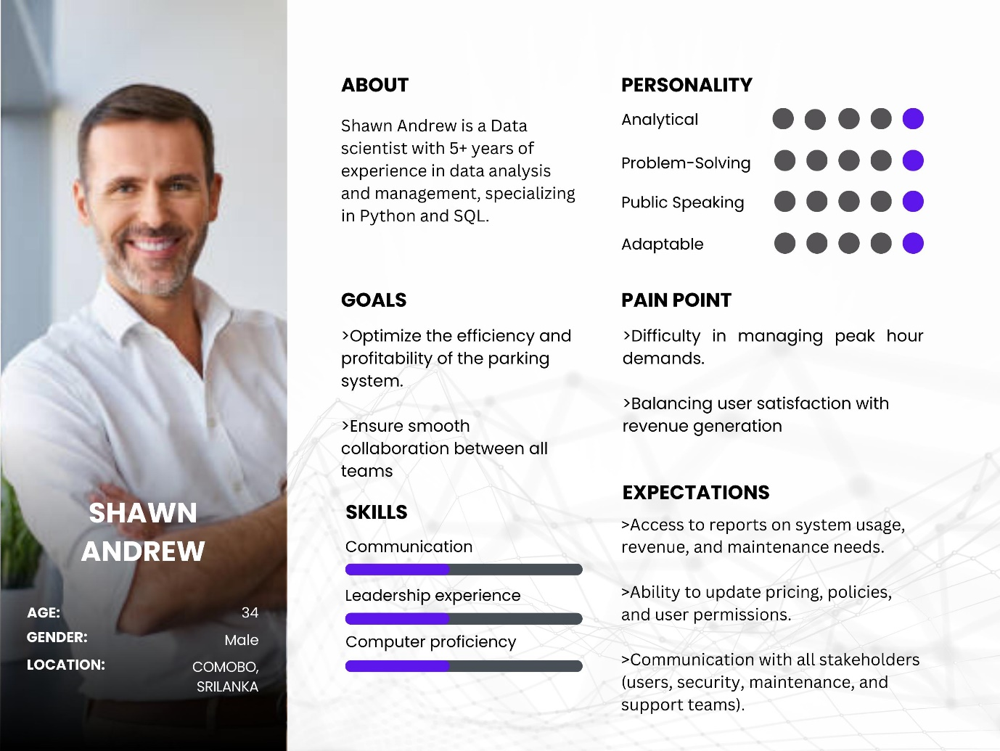 SHAWN
ANDREW
AGE: 34
GENDER: Male
LOCATION: COMOBO,
SRILANKA
ABOUT
Shawn Andrew is a Data
scientist with 5+ years of
experience in data analysis
and management, specializing
in Python and SQL.
PERSONALITY
Analytical
Problem-Solving
Public Speaking
Adaptable
GOALS
>Optimize the efficiency and
profitability of the parking
system.
>Ensure smooth
collaboration between all
teams
PAIN POINT
>Difficulty in managing peak hour
demands.
>Balancing user satisfaction with
revenue generation
SKILLS
Communication
Leadership experience
Computer proficiency
EXPECTATIONS
>Access to reports on system usage,
revenue, and maintenance needs.
>Ability to update pricing, policies,
and user permissions.
>Communication with all stakeholders
(users, security, maintenance, and
support teams).